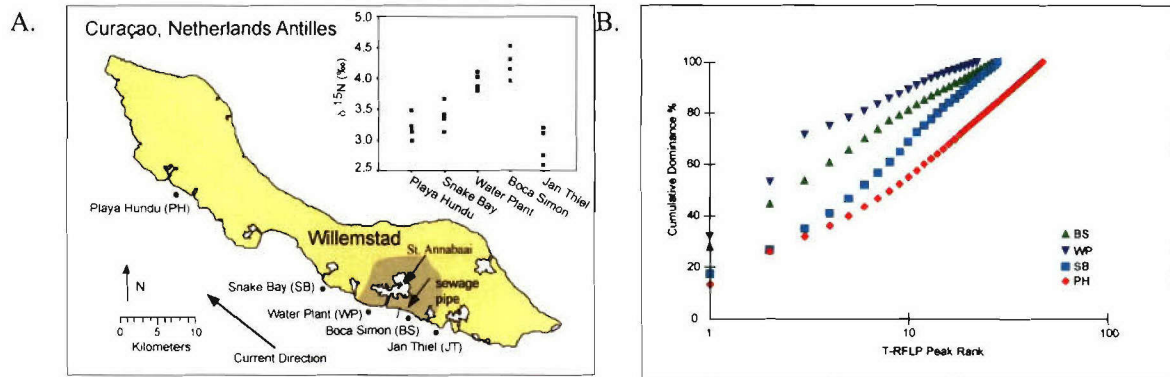 A.
Curaçao, Netherlands Antilles
5.0
4.5
4.0
3.5
3.0
2.5
δ 15N (‰)
Playa Hundu
Snake Bay
Water Plant
Boca Simon
Jan Thiel
Playa Hundu (PH)
Willemstad
St. Annabaai
sewage
pipe
N
Snake Bay (SB)
Water Plant (WP)
Boca Simon (BS)
Jan Thiel (JT)
0 5 10
Kilometers
Current Direction
B.
100
80
60
40
20
0
Cumulative Dominance %
BS
WP
SB
PH
1 10 100
T-RFLP Peak Rank